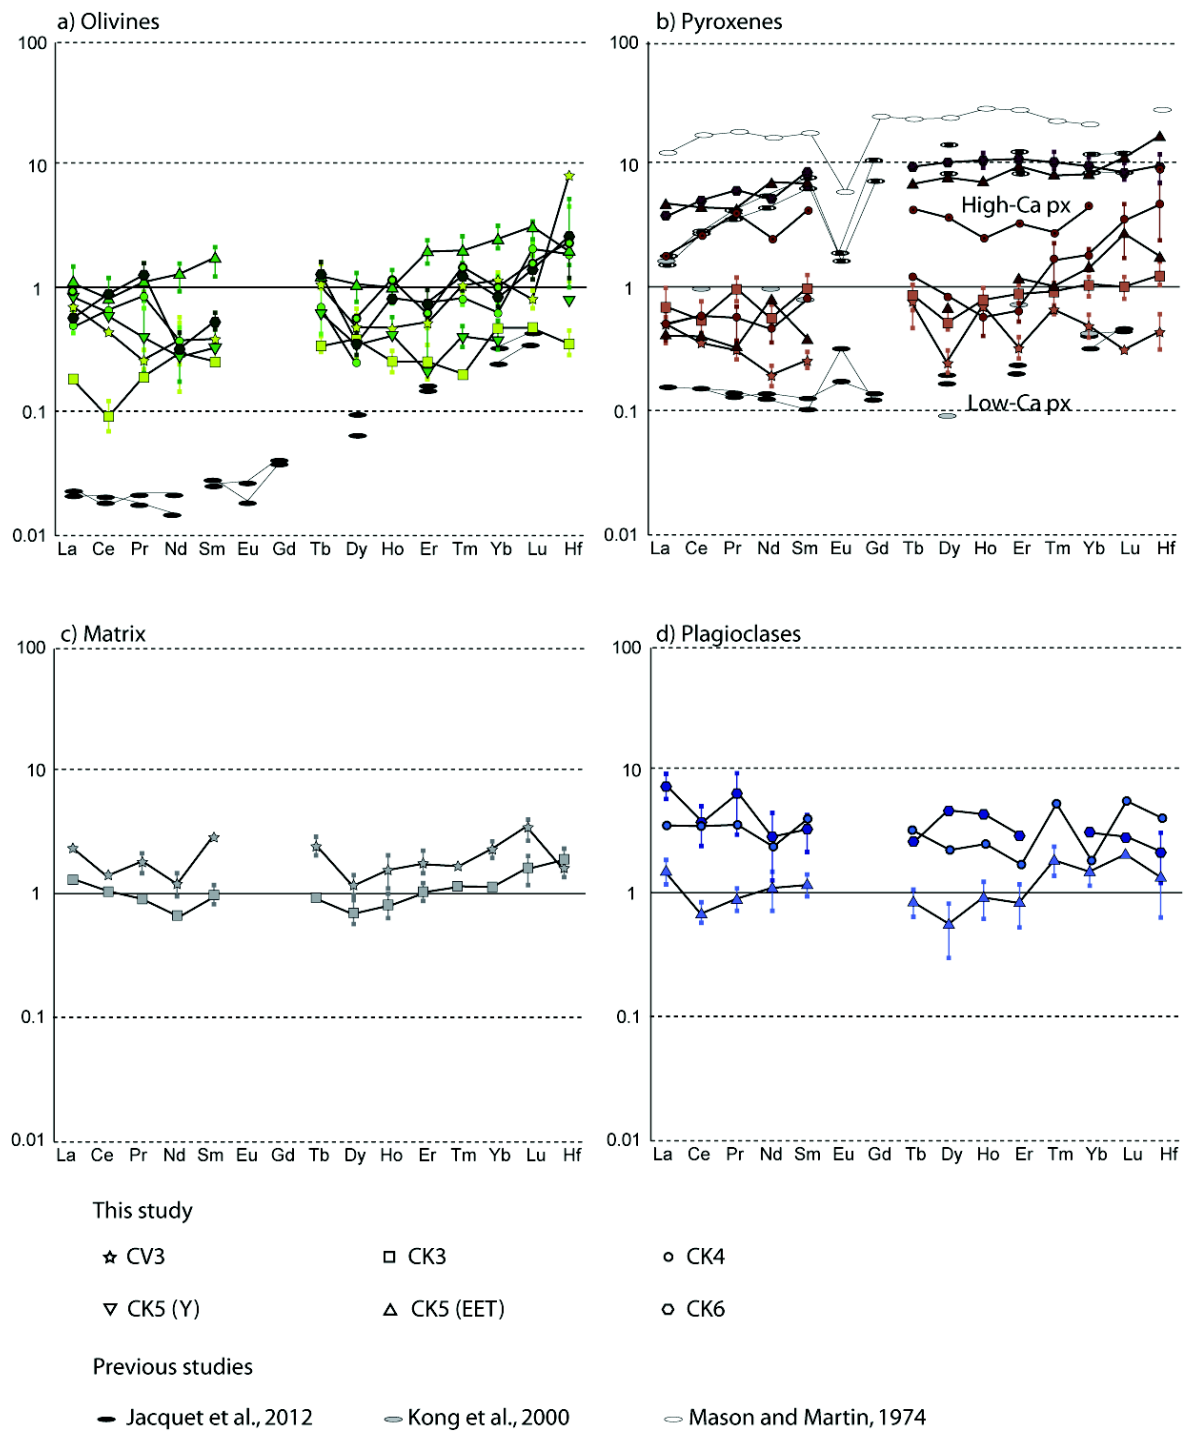 a) Olivines
100
10
1
0.1
0.01
La Ce Pr Nd Sm Eu Gd Tb Dy Ho Er Tm Yb Lu Hf
b) Pyroxenes
100
10
1
0.1
0.01
High-Ca px
Low-Ca px
La Ce Pr Nd Sm Eu Gd Tb Dy Ho Er Tm Yb Lu Hf
c) Matrix
100
10
1
0.1
0.01
La Ce Pr Nd Sm Eu Gd Tb Dy Ho Er Tm Yb Lu Hf
d) Plagioclases
100
10
1
0.1
0.01
La Ce Pr Nd Sm Eu Gd Tb Dy Ho Er Tm Yb Lu Hf
This study
CV3 CK3 CK4
CK5 (Y) CK5 (EET) CK6
Previous studies
Jacquet et al., 2012 Kong et al., 2000 Mason and Martin, 1974